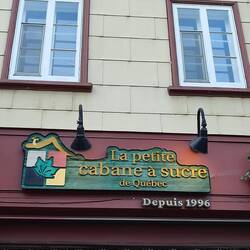 La petite
cabane à sucre
de Québec
Depuis 1996